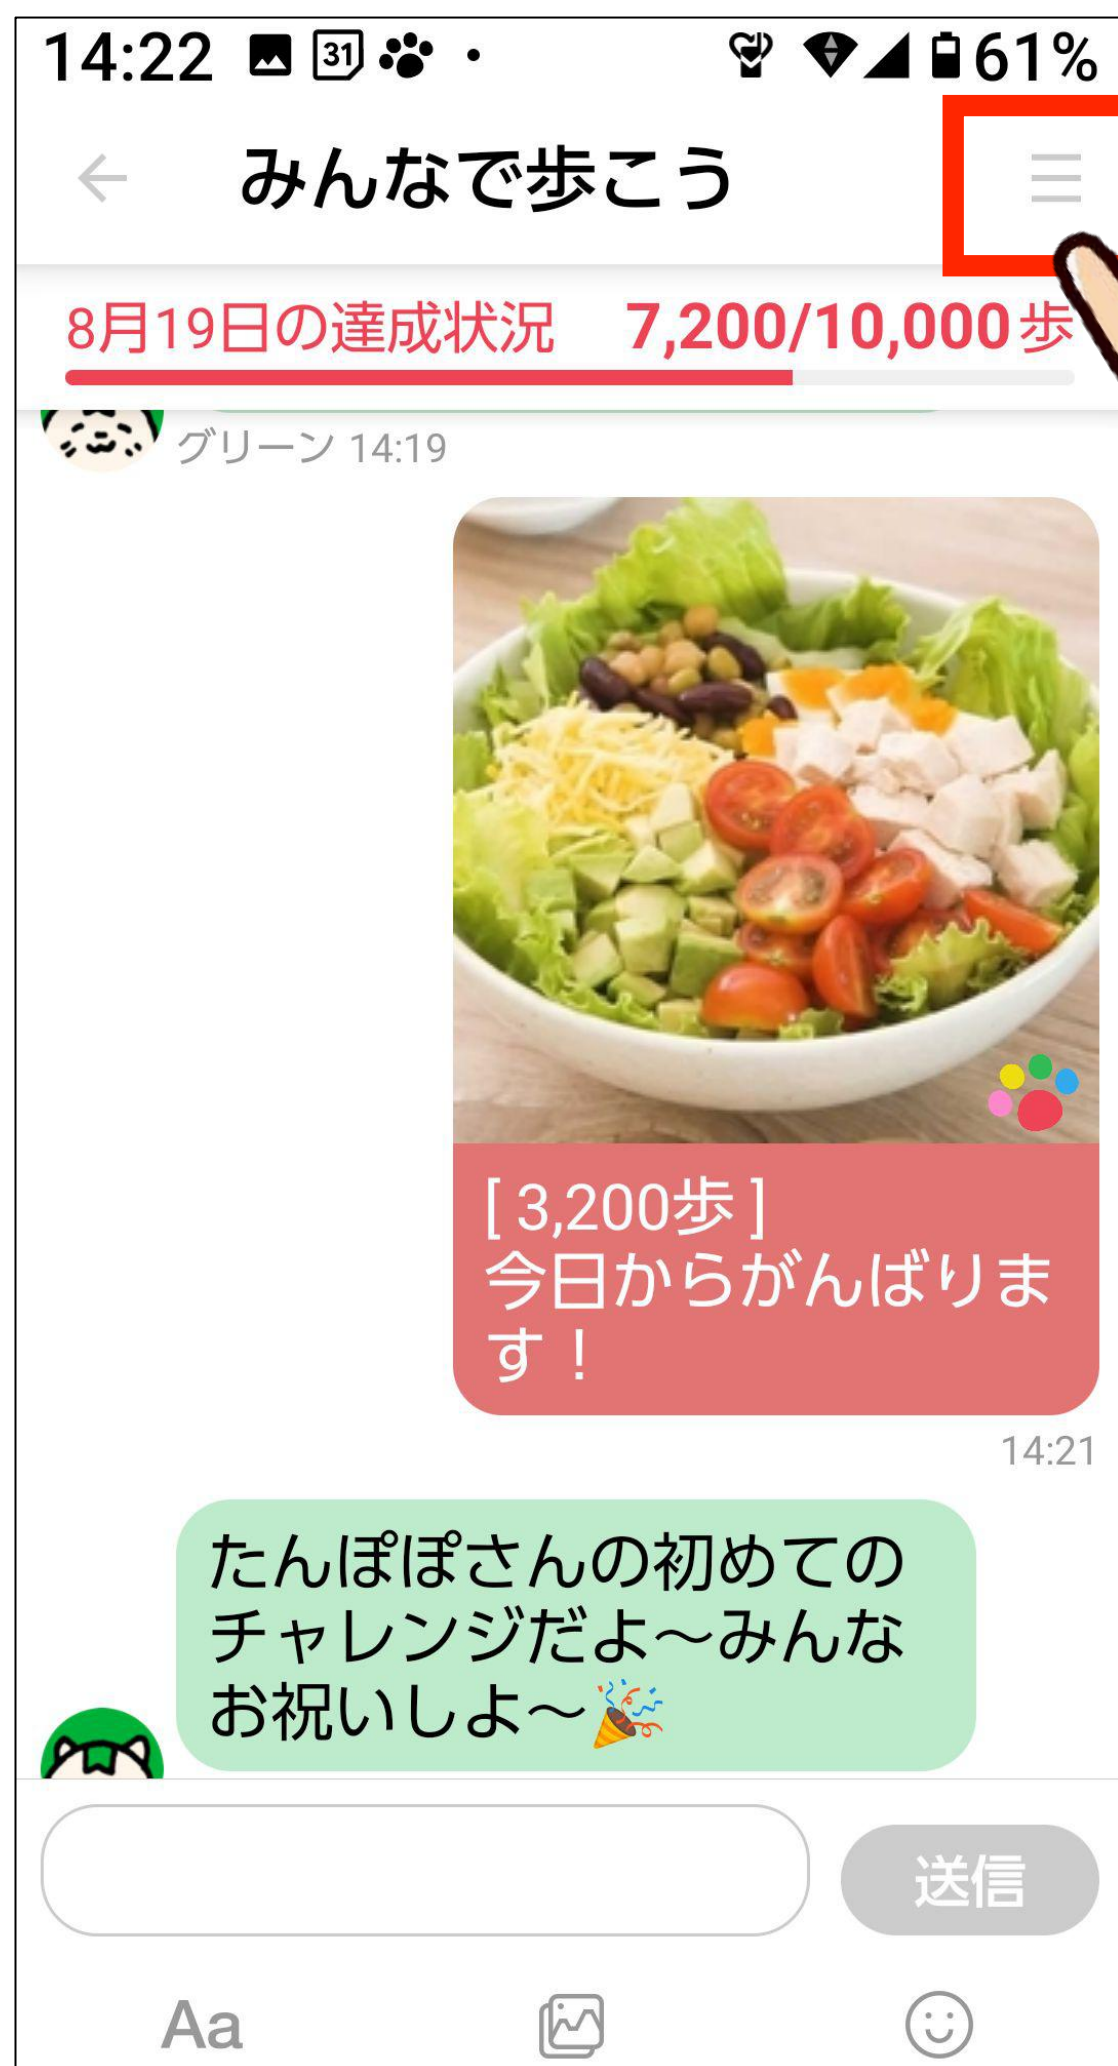 14:22 31 61%
みんなで歩こう
8月19日の達成状況 7,200/10,000歩
グリーン 14:19
[ 3,200歩 ]
今日からがんばりま
す！
14:21
たんぽぽさんの初めての
チャレンジだよ〜みんな
お祝いしよ〜🎉
送信
Aa